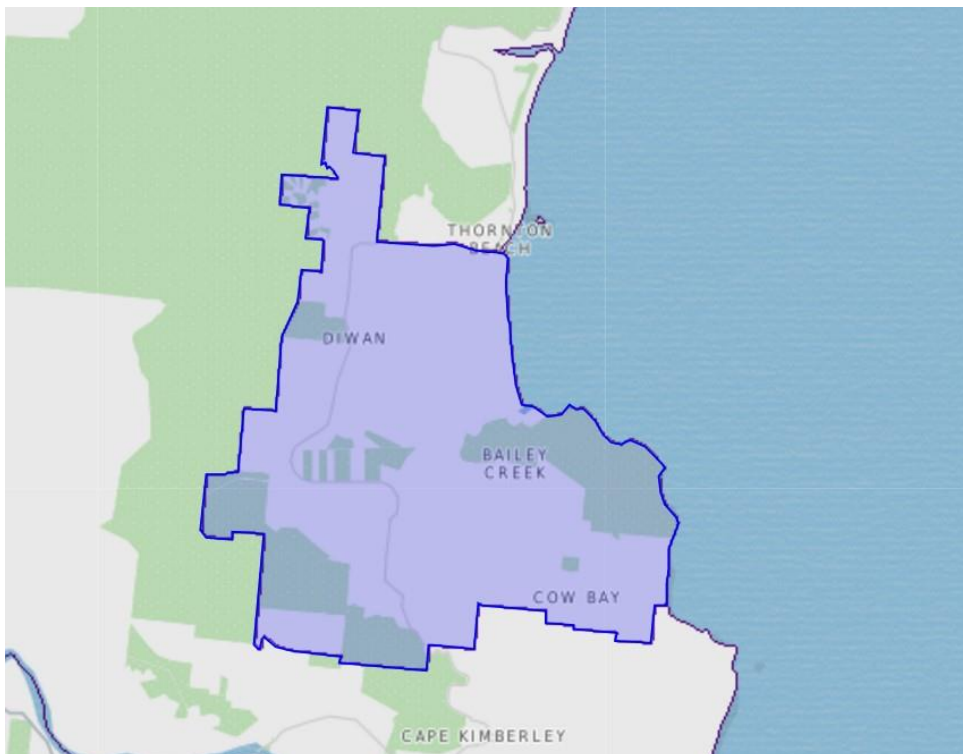 THORNTON
BEACH
DIWAN
BAILEY
CREEK
COW BAY
CAPE KIMBERLEY